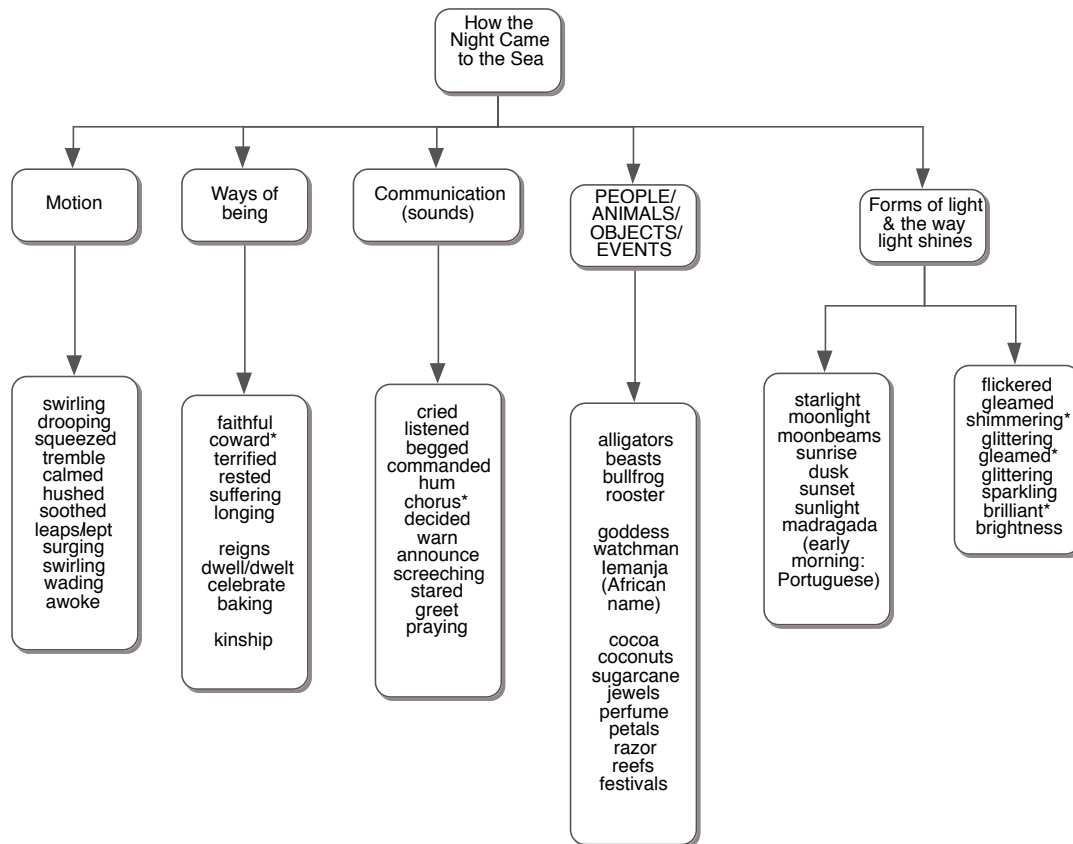 How the
Night Came
to the Sea
Motion
Ways of
being
Communication
(sounds)
PEOPLE/
ANIMALS/
OBJECTS/
EVENTS
Forms of light
& the way
light shines
swirling
drooping
squeezed
tremble
calmed
hushed
soothed
leaps/lept
surging
swirling
wading
awoke
faithful
coward*
terrified
rested
suffering
longing
reigns
dwell/dwelt
celebrate
baking
kinship
cried
listened
begged
commanded
hum
chorus*
decided
warn
announce
screeching
stared
greet
praying
alligators
beasts
bullfrog
rooster
goddess
watchman
Iemanja
(African
name)
cocoa
coconuts
sugarcane
jewels
perfume
petals
razor
reefs
festivals
starlight
moonlight
moonbeams
sunrise
dusk
sunset
sunlight
madragada
(early
morning:
Portuguese)
flickered
gleamed
shimmering*
glittering
gleamed*
glittering
sparkling
brilliant*
brightness